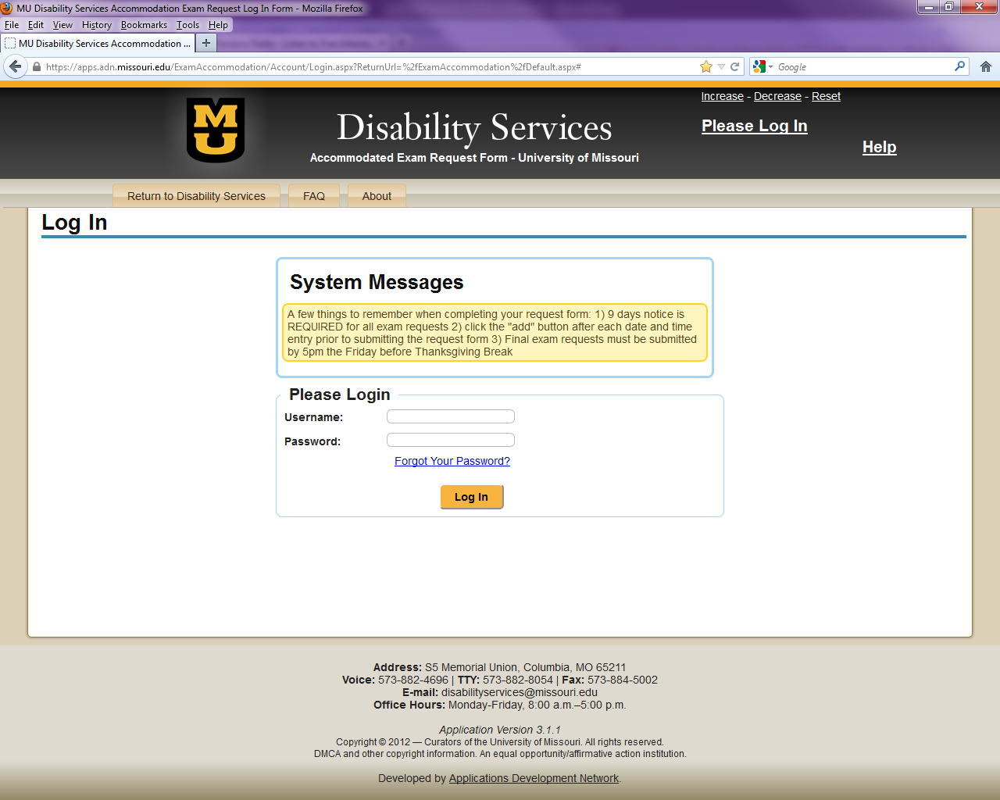 MU Disability Services Accommodation Exam Request Log In Form - Mozilla Firefox
File Edit View History Bookmarks Tools Help
MU Disability Services Accommodation ...
https://apps.adn.missouri.edu/ExamAccommodation/Account/Login.aspx?ReturnUrl=%2fExamAccommodation%2fDefault.aspx#
Google
MU
Disability Services
Accommodated Exam Request Form - University of Missouri
Increase - Decrease - Reset
Please Log In
Help
Return to Disability Services
FAQ
About
Log In
System Messages
A few things to remember when completing your request form: 1) 9 days notice is
REQUIRED for all exam requests 2) click the "add" button after each date and time
entry prior to submitting the request form 3) Final exam requests must be submitted
by 5pm the Friday before Thanksgiving Break
Please Login
Username:
Password:
Forgot Your Password?
Log In
Address: S5 Memorial Union, Columbia, MO 65211
Voice: 573-882-4696 | TTY: 573-882-8054 | Fax: 573-884-5002
E-mail: disabilityservices@missouri.edu
Office Hours: Monday-Friday, 8:00 a.m.–5:00 p.m.
Application Version 3.1.1
Copyright © 2012 — Curators of the University of Missouri. All rights reserved.
DMCA and other copyright information. An equal opportunity/affirmative action institution.
Developed by Applications Development Network.